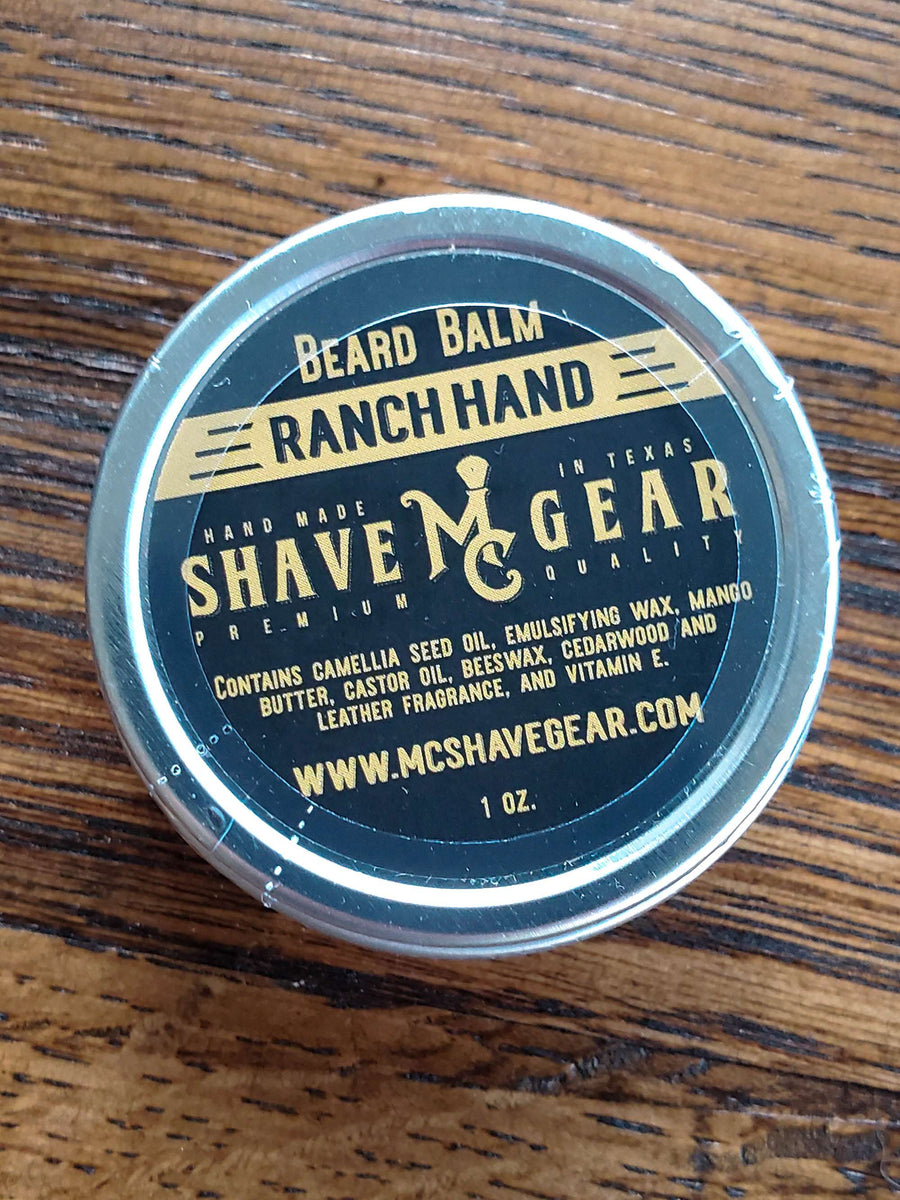 BEARD BALM
RANCH HAND
HAND MADE IN TEXAS
SHAVE MC GEAR
PREMIUM QUALITY
CONTAINS CAMELLIA SEED OIL, EMULSIFYING WAX, MANGO
BUTTER, CASTOR OIL, BEESWAX, CEDARWOOD AND
LEATHER FRAGRANCE, AND VITAMIN E.
WWW.MCSHAVEGEAR.COM
1 OZ.